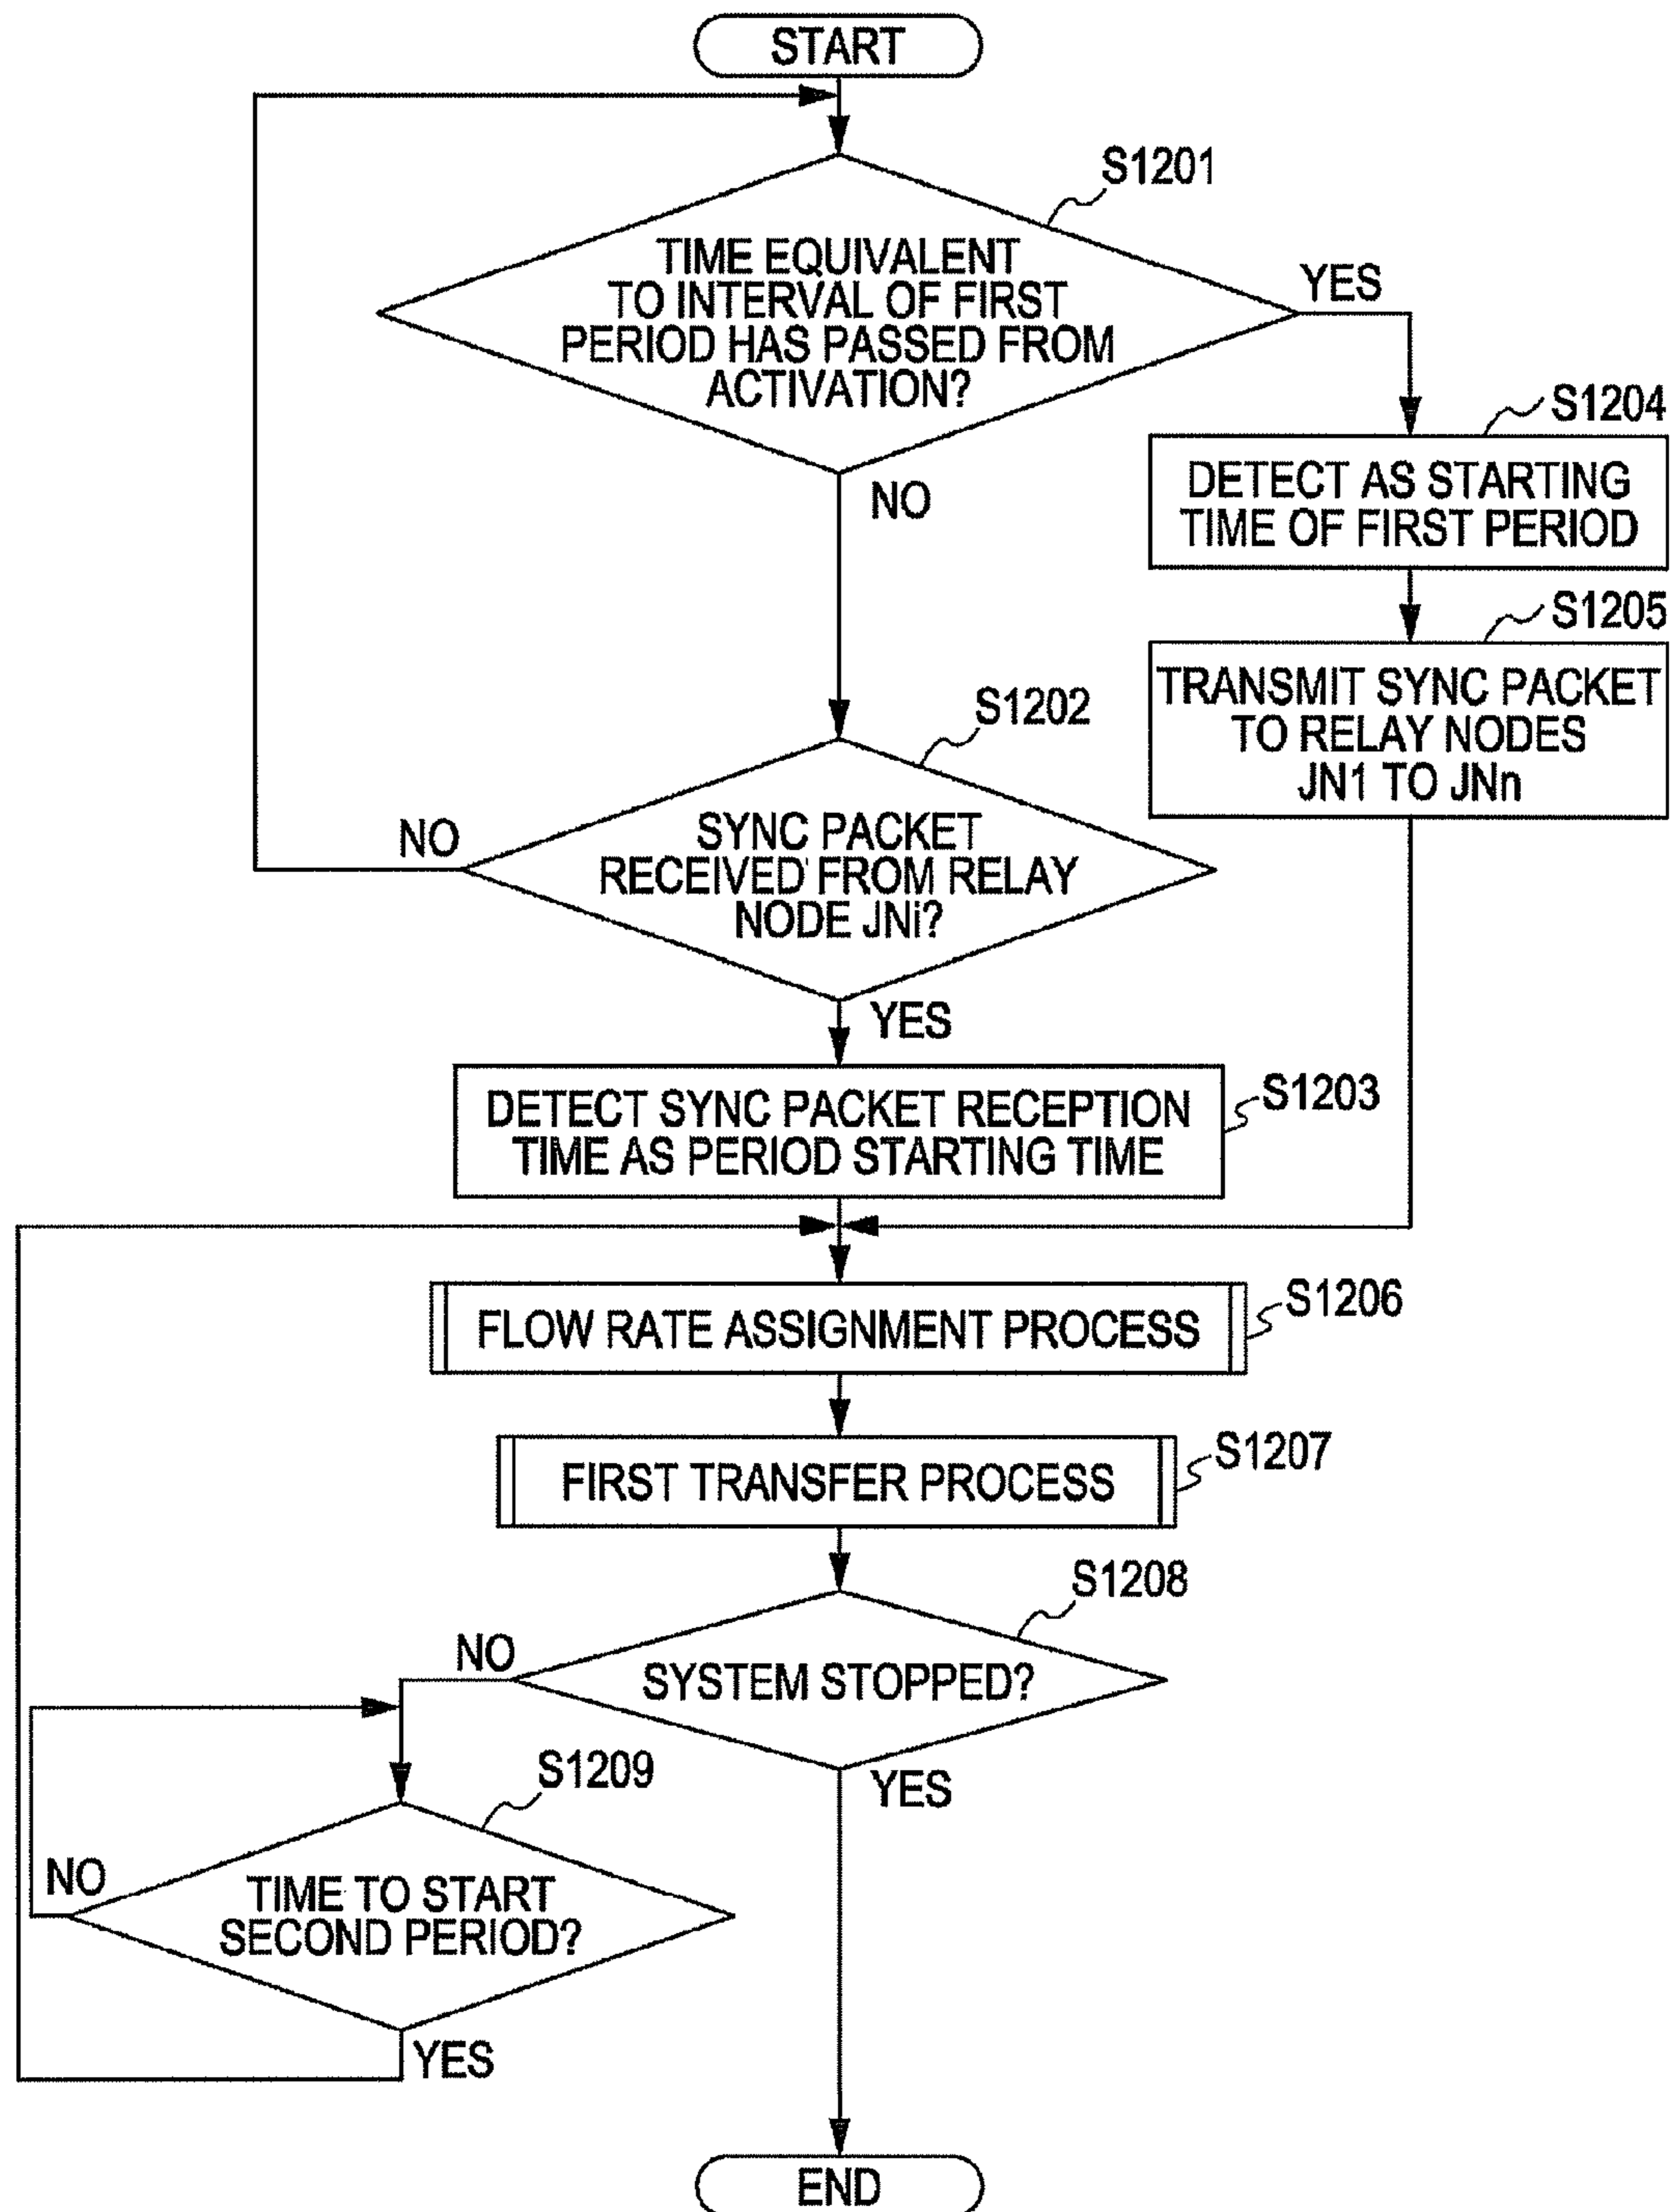 START
S1201
TIME EQUIVALENT
TO INTERVAL OF FIRST
PERIOD HAS PASSED FROM
ACTIVATION?
YES
NO
S1204
DETECT AS STARTING
TIME OF FIRST PERIOD
S1205
TRANSMIT SYNC PACKET
TO RELAY NODES
JN1 TO JNn
S1202
SYNC PACKET
RECEIVED FROM RELAY
NODE JNi?
NO
YES
S1203
DETECT SYNC PACKET RECEPTION
TIME AS PERIOD STARTING TIME
S1206
FLOW RATE ASSIGNMENT PROCESS
S1207
FIRST TRANSFER PROCESS
S1208
SYSTEM STOPPED?
NO
YES
S1209
TIME TO START
SECOND PERIOD?
NO
YES
END